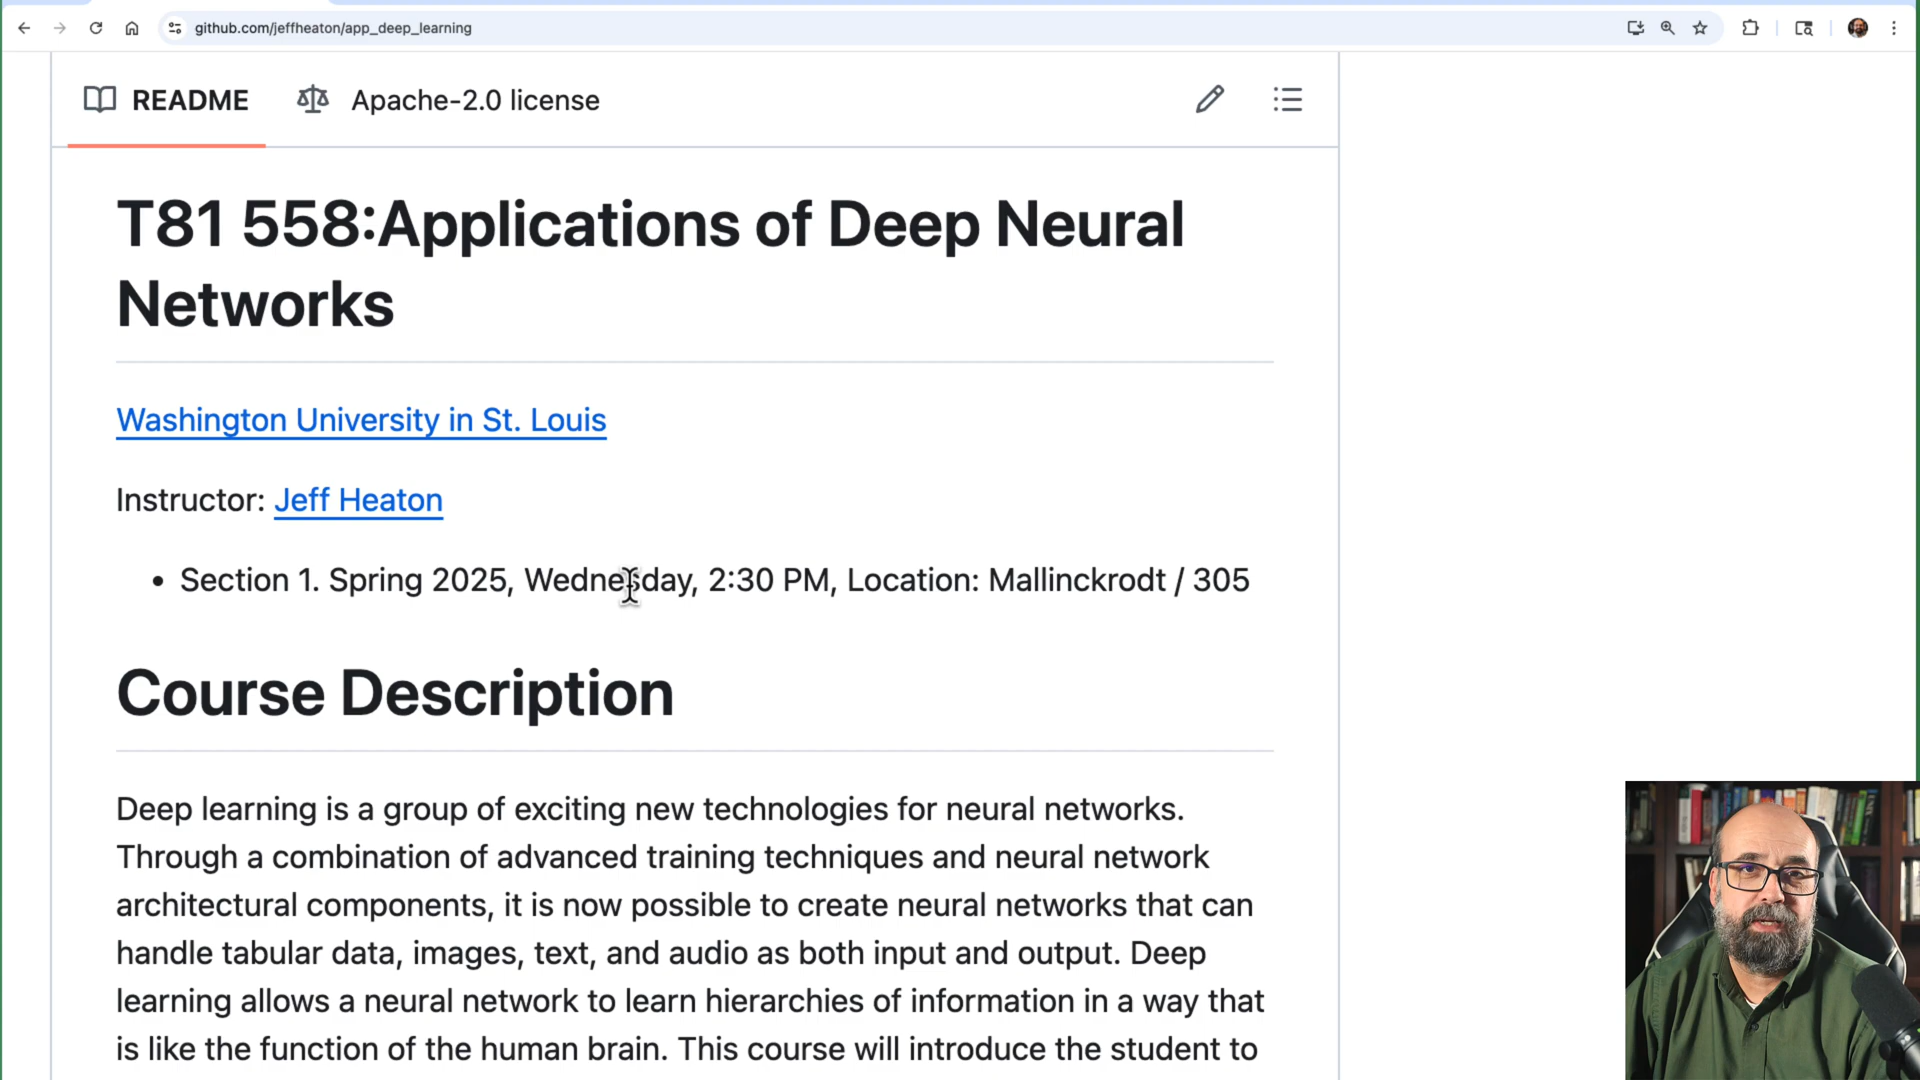 github.com/jeffheaton/app_deep_learning
README
Apache-2.0 license
T81 558:Applications of Deep Neural
Networks
Washington University in St. Louis
Instructor: Jeff Heaton
• Section 1. Spring 2025, Wednesday, 2:30 PM, Location: Mallinckrodt / 305
Course Description
Deep learning is a group of exciting new technologies for neural networks.
Through a combination of advanced training techniques and neural network
architectural components, it is now possible to create neural networks that can
handle tabular data, images, text, and audio as both input and output. Deep
learning allows a neural network to learn hierarchies of information in a way that
is like the function of the human brain. This course will introduce the student to